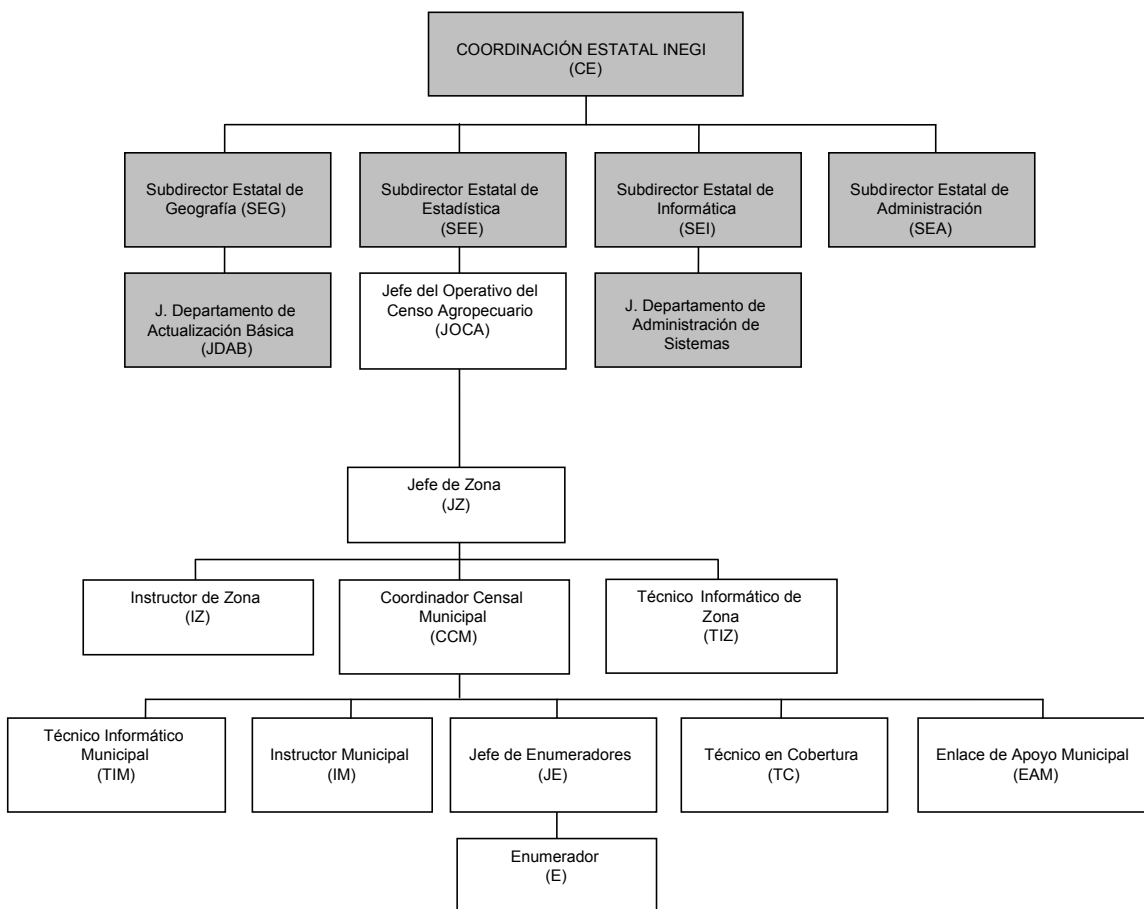 COORDINACIÓN ESTATAL INEGI
(CE)
Subdirector Estatal de
Geografía (SEG)
Subdirector Estatal de
Estadística
(SEE)
Subdirector Estatal de
Informática
(SEI)
Subdirector Estatal de
Administración
(SEA)
J. Departamento de
Actualización Básica
(JDAB)
Jefe del Operativo del
Censo Agropecuario
(JOCA)
J. Departamento de
Administración de
Sistemas
Jefe de Zona
(JZ)
Instructor de Zona
(IZ)
Coordinador Censal
Municipal
(CCM)
Técnico Informático de
Zona
(TIZ)
Técnico Informático
Municipal
(TIM)
Instructor Municipal
(IM)
Jefe de Enumeradores
(JE)
Técnico en Cobertura
(TC)
Enlace de Apoyo Municipal
(EAM)
Enumerador
(E)